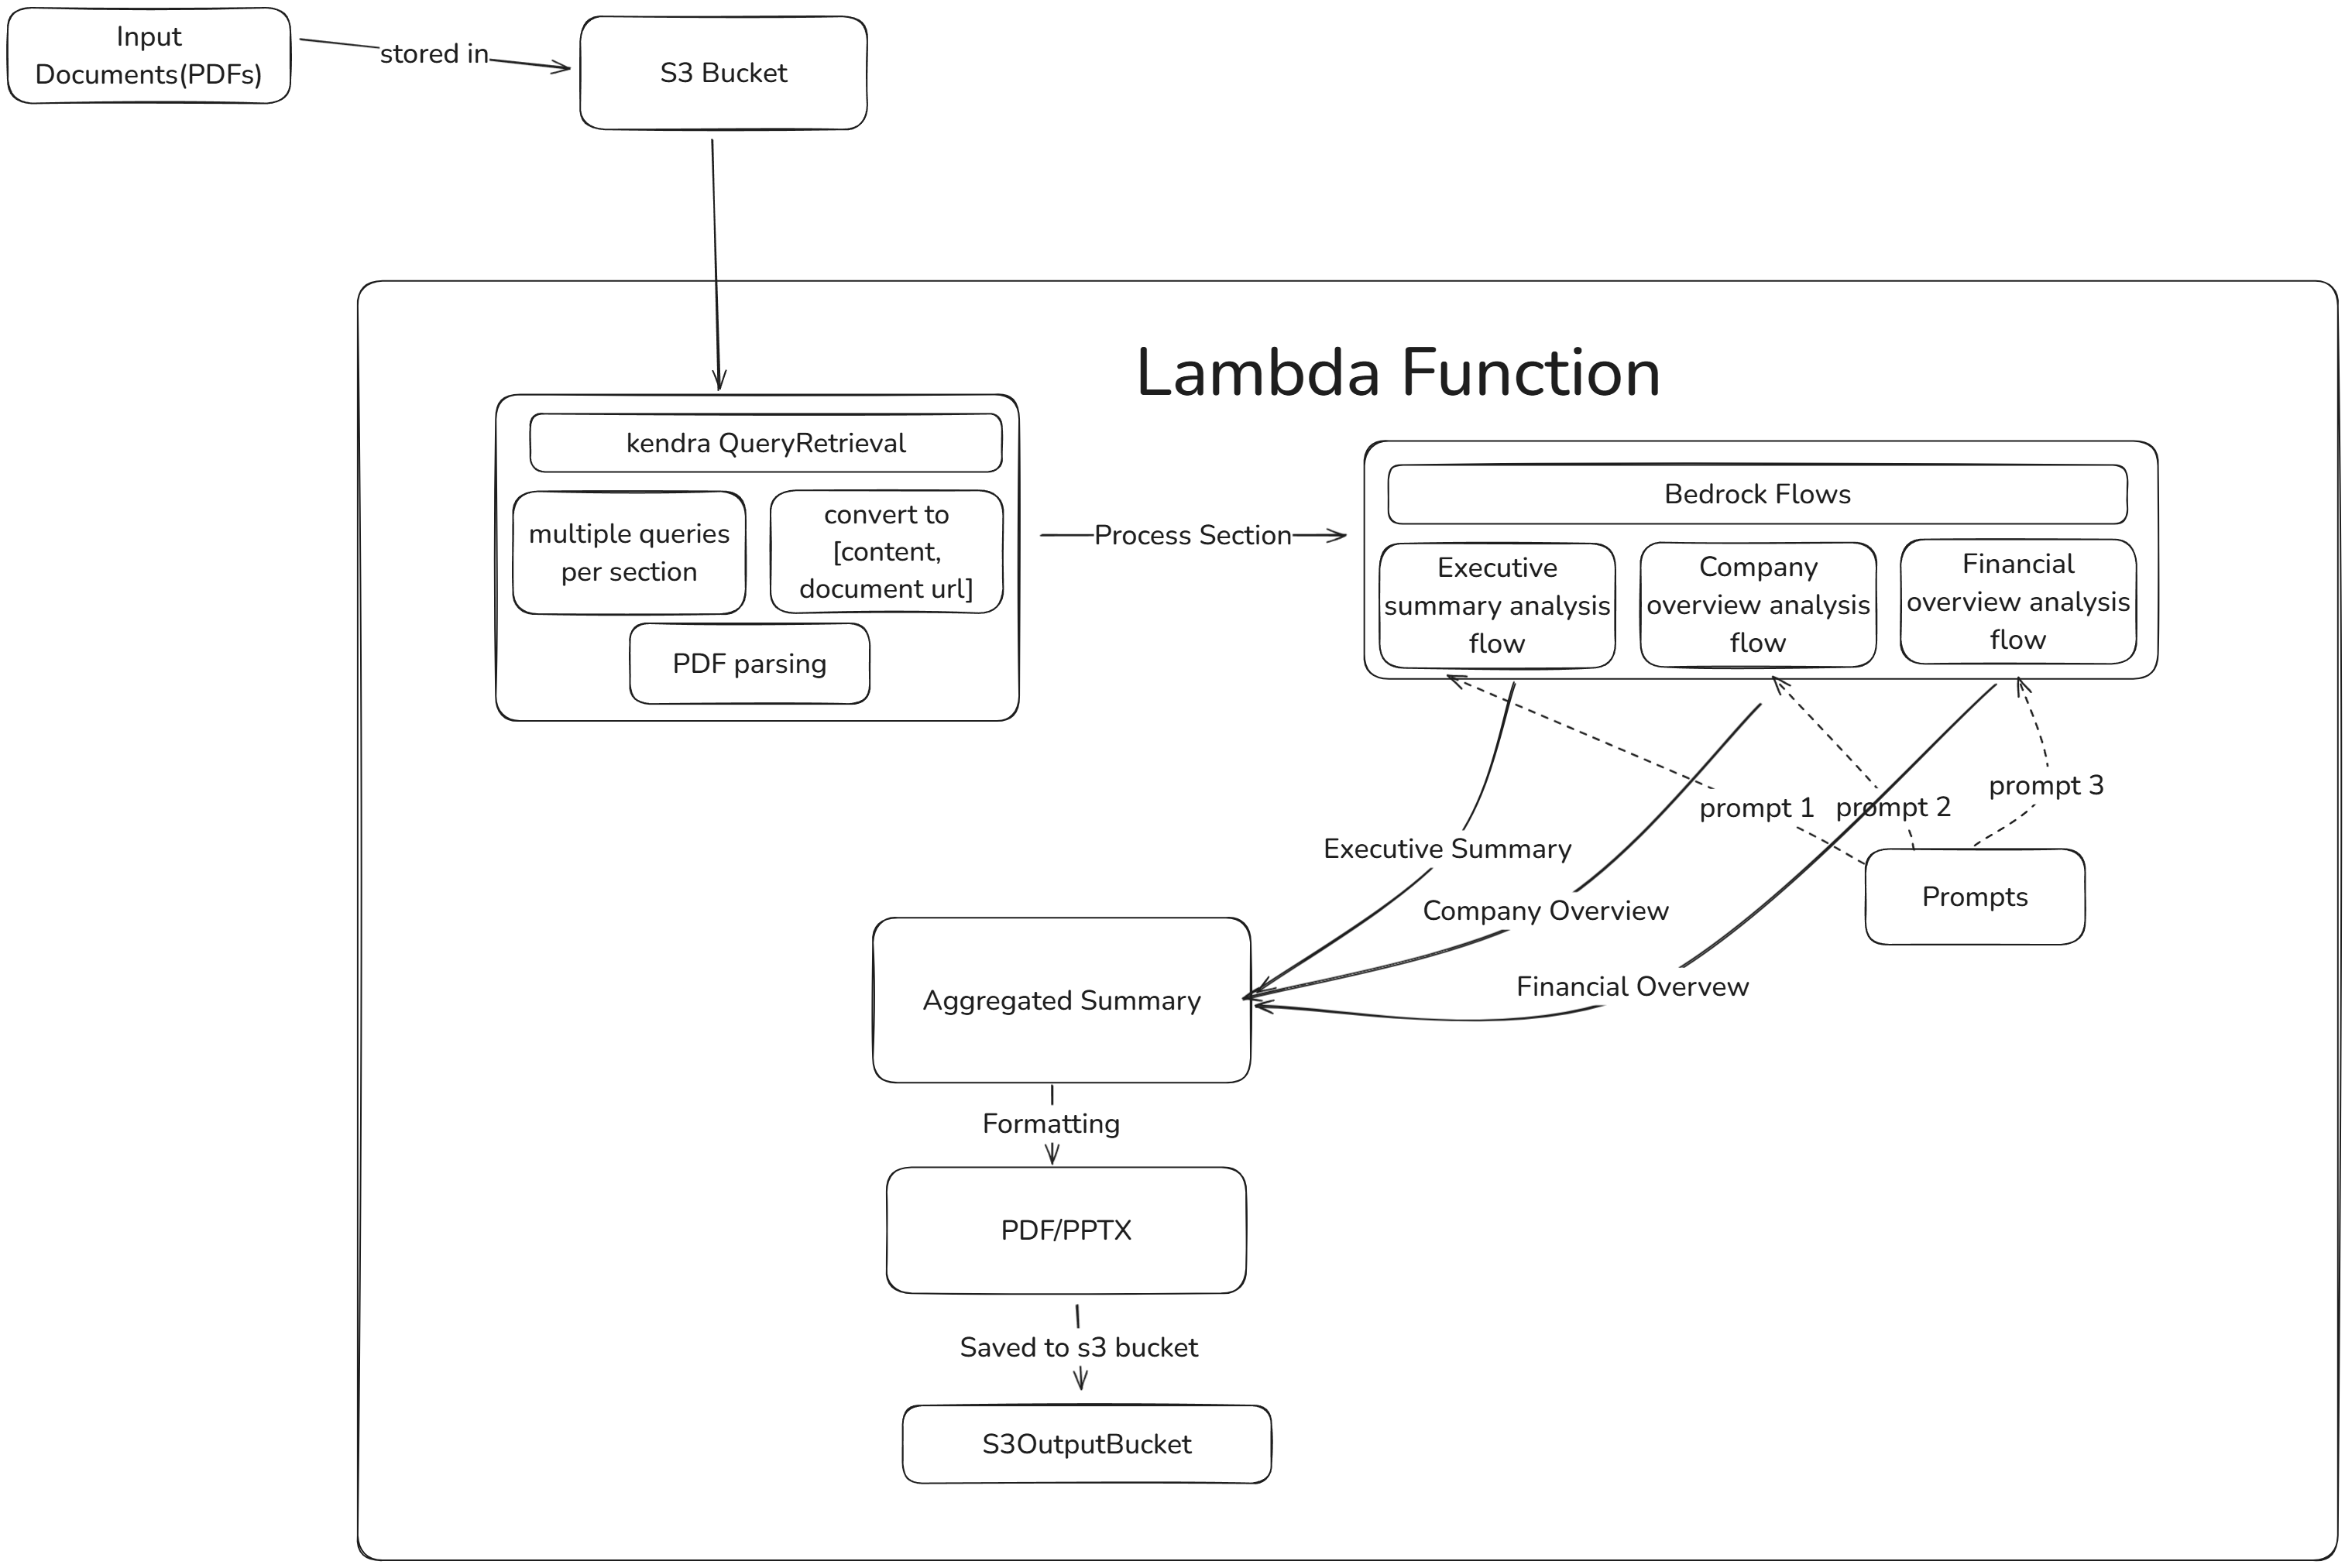 Input
Documents(PDFs)
stored in
S3 Bucket
Lambda Function
kendra QueryRetrieval
multiple queries
per section
convert to
[content,
document url]
PDF parsing
Process Section
Bedrock Flows
Executive
summary analysis
flow
Company
overview analysis
flow
Financial
overview analysis
flow
prompt 1
prompt 2
prompt 3
Prompts
Executive Summary
Company Overview
Financial Overvew
Aggregated Summary
Formatting
PDF/PPTX
Saved to s3 bucket
S3OutputBucket